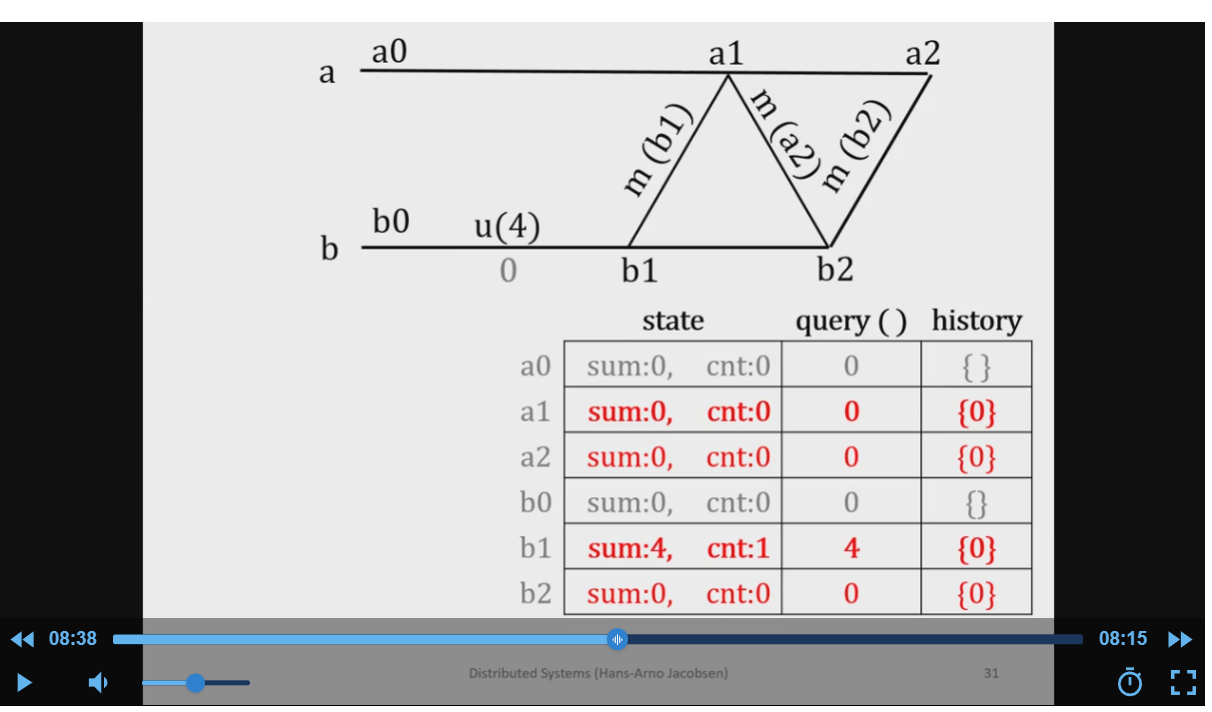 a0 a1 a2
a
m (b1) m (a2) m (b2)
b0 u(4)
b
0 b1 b2
state query ( ) history
a0 sum:0, cnt:0 0 { }
a1 sum:0, cnt:0 0 {0}
a2 sum:0, cnt:0 0 {0}
b0 sum:0, cnt:0 0 {}
b1 sum:4, cnt:1 4 {0}
b2 sum:0, cnt:0 0 {0}
08:38 08:15
Distributed Systems (Hans-Arno Jacobsen) 31